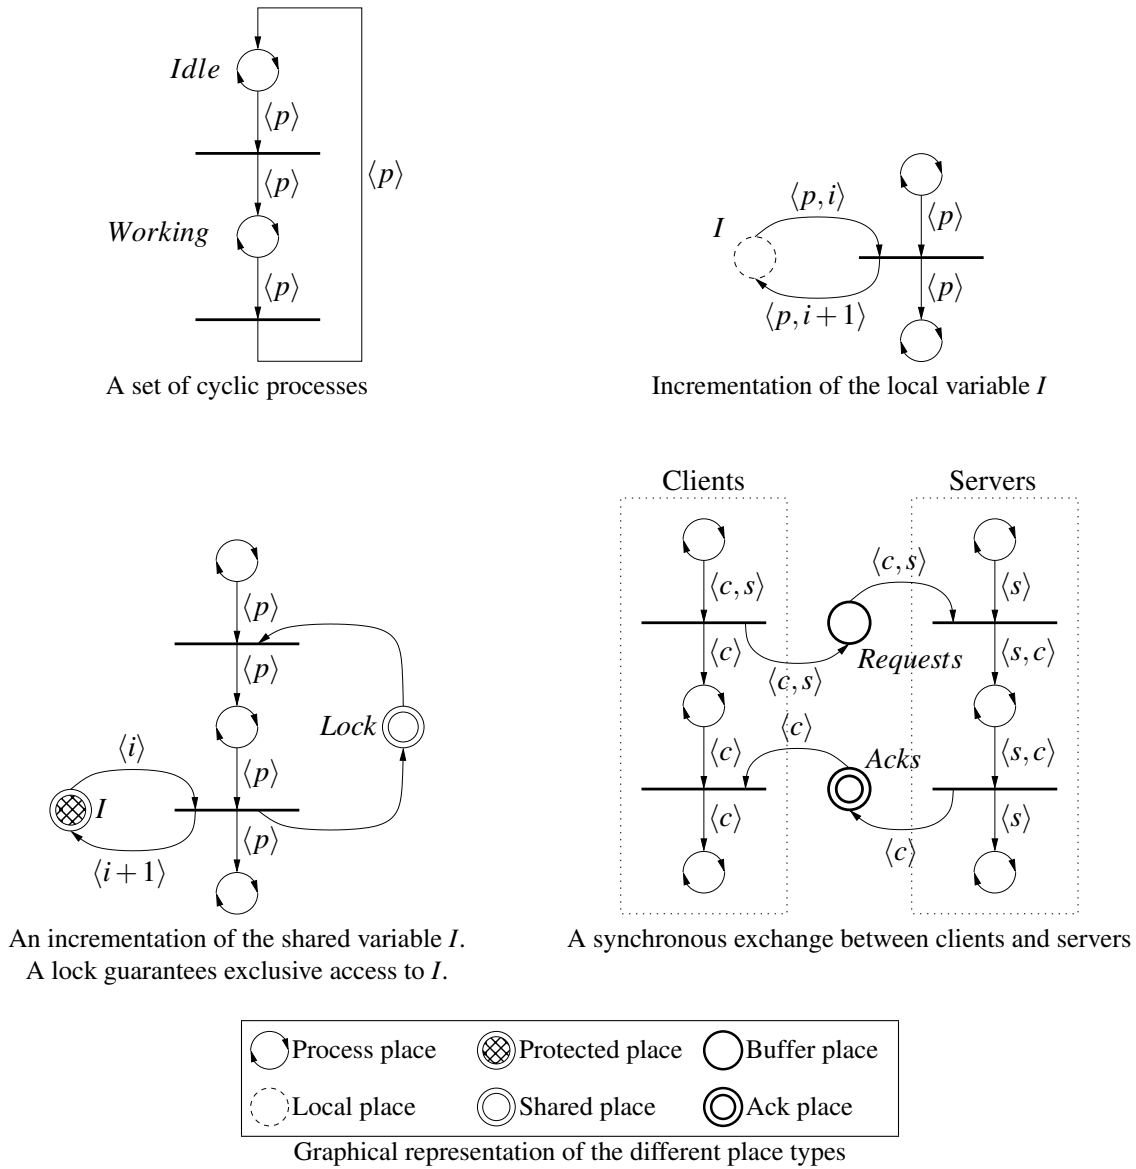 Idle
⟨p⟩
⟨p⟩
⟨p⟩
Working
⟨p⟩
A set of cyclic processes
⟨p, i⟩
I
⟨p⟩
⟨p⟩
⟨p, i + 1⟩
Incrementation of the local variable I
⟨p⟩
⟨p⟩
Lock
⟨i⟩
⟨p⟩
I
⟨p⟩
⟨i + 1⟩
An incrementation of the shared variable I.
A lock guarantees exclusive access to I.
Clients
Servers
⟨c, s⟩
⟨c, s⟩
⟨s⟩
⟨c⟩
⟨c, s⟩
Requests
⟨s, c⟩
⟨c⟩
⟨c⟩
Acks
⟨s, c⟩
⟨c⟩
⟨c⟩
⟨s⟩
A synchronous exchange between clients and servers
Process place
Protected place
Buffer place
Local place
Shared place
Ack place
Graphical representation of the different place types